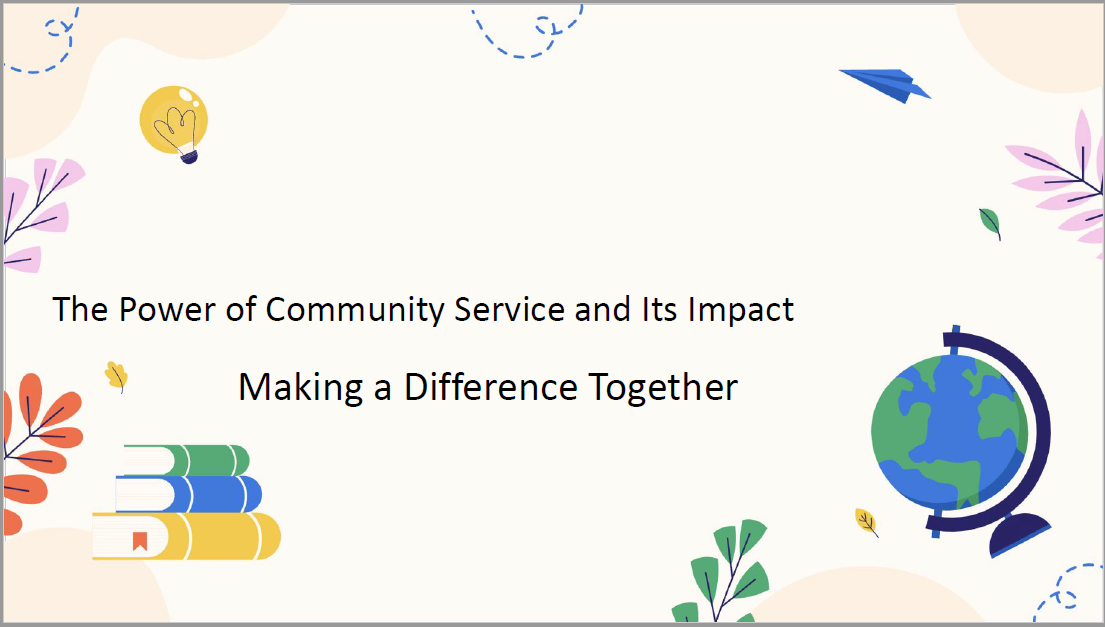 The Power of Community Service and Its Impact
Making a Difference Together